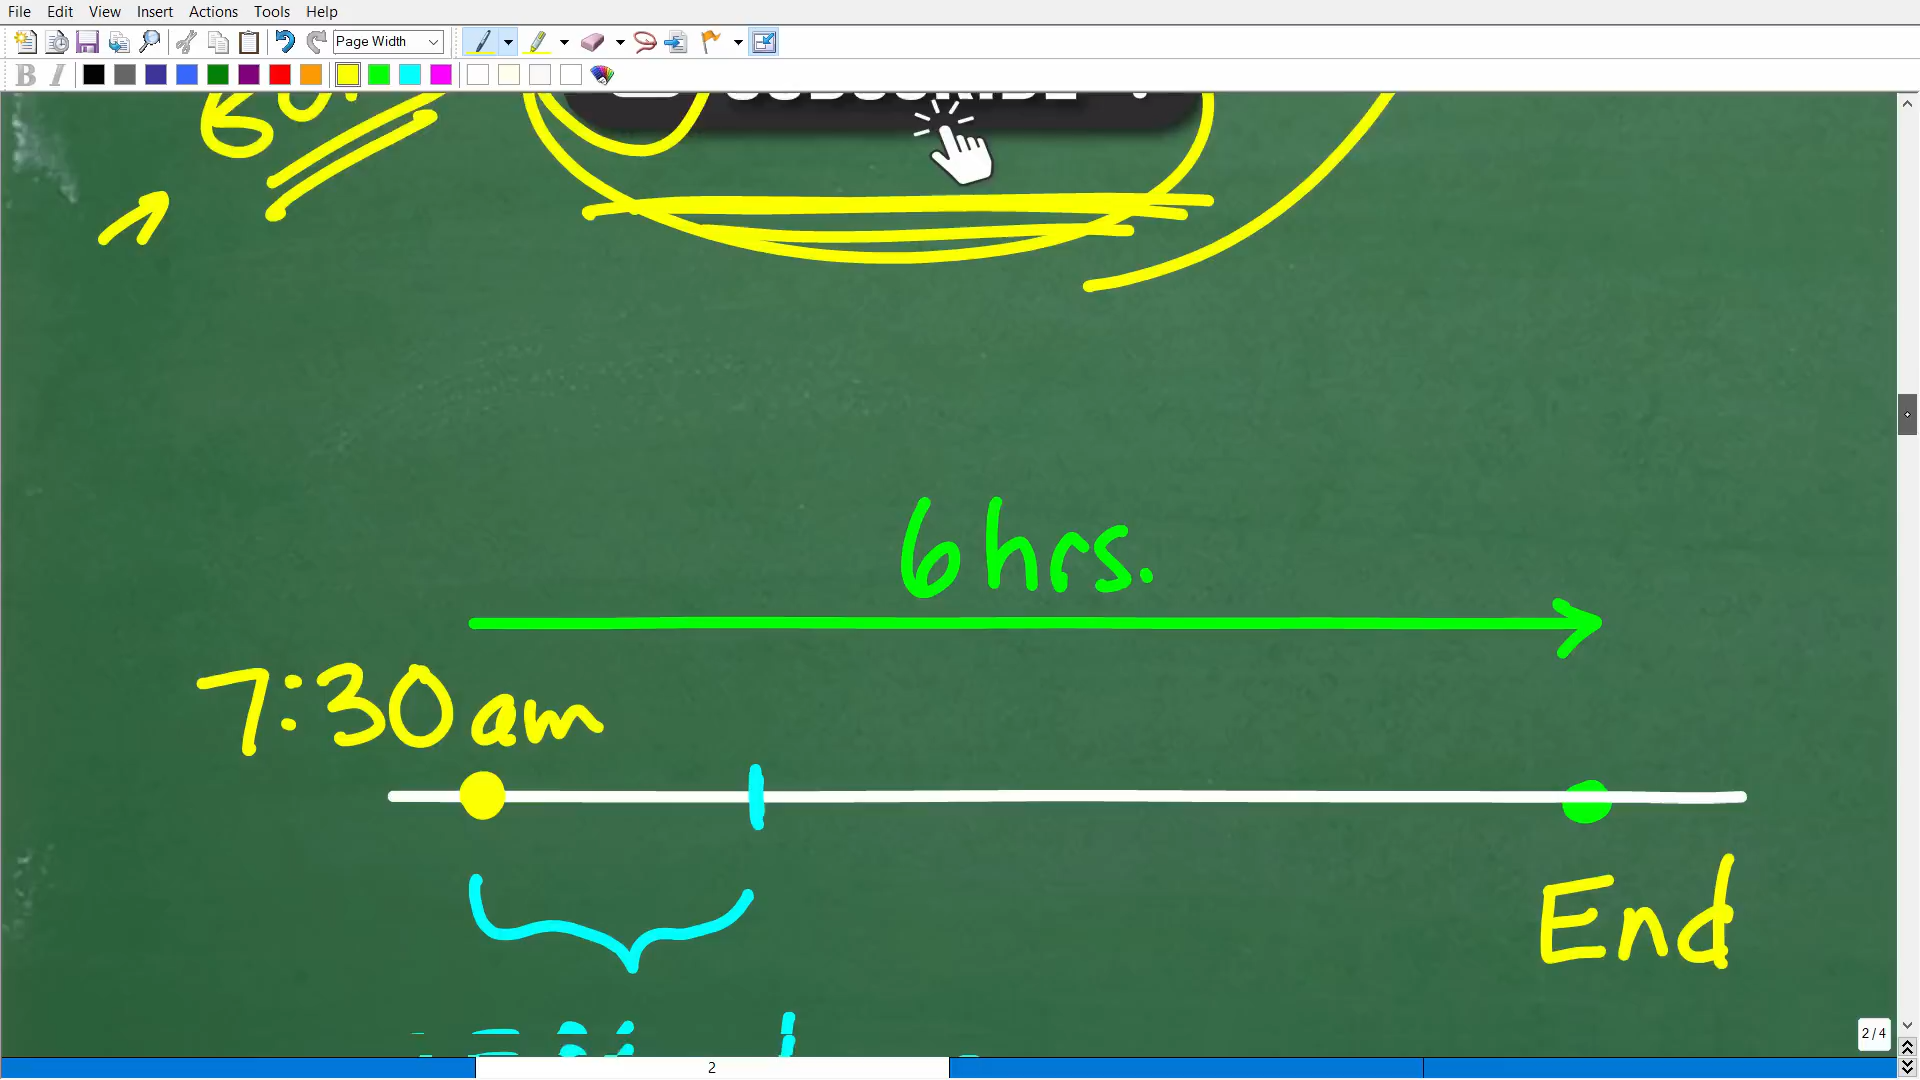 File Edit View Insert Actions Tools Help
Page Width
B I
6 hrs.
7:30 am
End
2 / 4
2